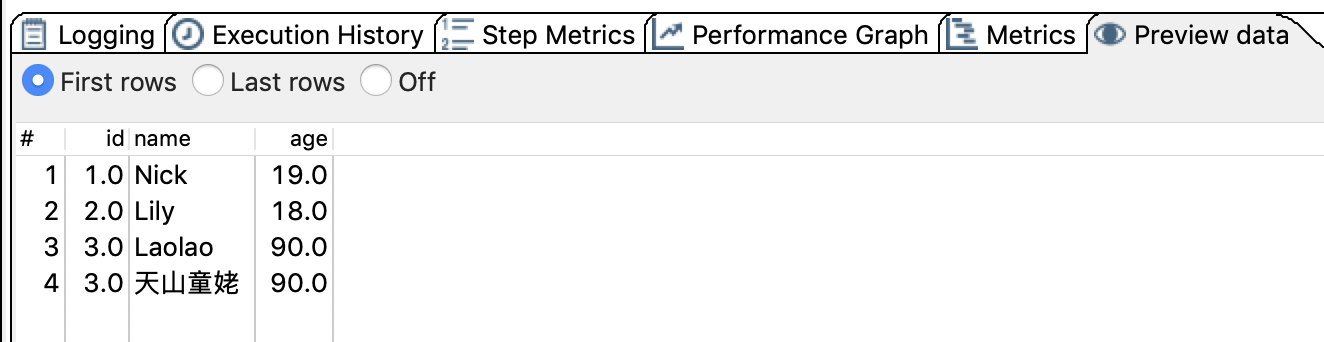 Logging Execution History Step Metrics Performance Graph Metrics Preview data
First rows Last rows Off
# id name age
1 1.0 Nick 19.0
2 2.0 Lily 18.0
3 3.0 Laolao 90.0
4 3.0 天山童姥 90.0